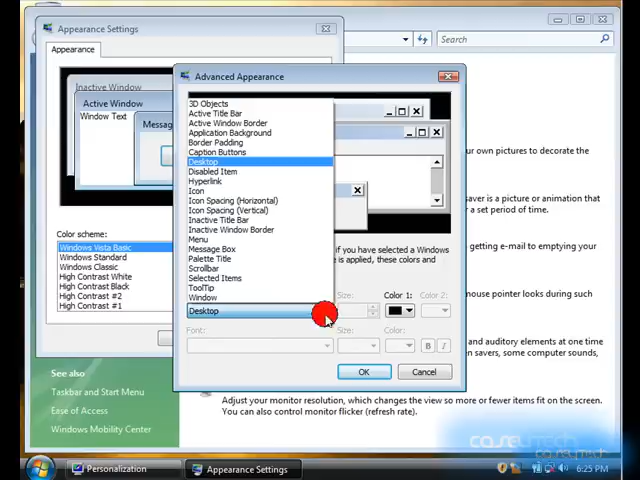 Appearance Settings
Search
Appearance
Advanced Appearance
Inactive Window
Active Window
Window Text
3D Objects
Active Title Bar
Active Window Border
Application Background
Border Padding
Caption Buttons
Desktop
Disabled Item
Hyperlink
Icon
Icon Spacing (Horizontal)
Icon Spacing (Vertical)
Inactive Title Bar
Inactive Window Border
Menu
Message Box
Palette Title
Scrollbar
Selected Items
ToolTip
Window
Desktop
if you have selected a Windows
is applied, these colors and
Size:
Color 1:
Color 2:
Font:
Size:
Color:
B
I
OK
Cancel
Color scheme:
Windows Vista Basic
Windows Standard
Windows Classic
High Contrast White
High Contrast Black
High Contrast #2
High Contrast #1
our own pictures to decorate the
saver is a picture or animation that
r a set period of time.
getting e-mail to emptying your
mouse pointer looks during such
and auditory elements that
en savers, some computer sounds,
Adjust your monitor resolution, which changes the view so more or fewer items fit on the screen.
You can also control monitor flicker (refresh rate).
See also
Taskbar and Start Menu
Ease of Access
Windows Mobility Center
Personalization
Appearance Settings
6:25 PM